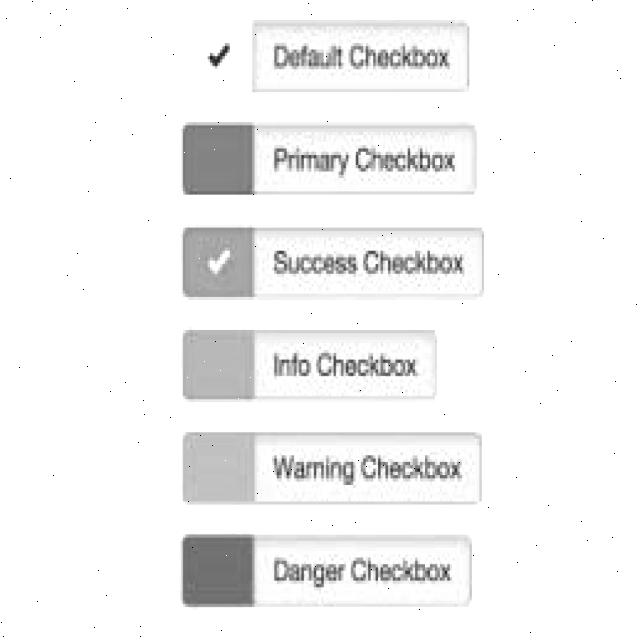 Default Checkbox
Primary Checkbox
Success Checkbox
Info Checkbox
Warning Checkbox
Danger Checkbox